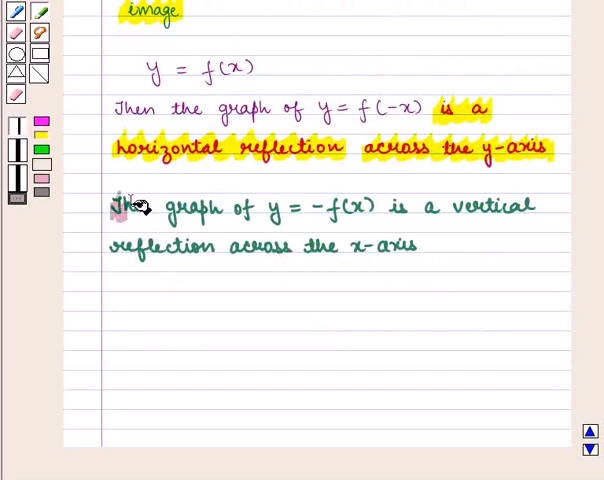 image
y = f(x)
Then the graph of y = f(-x) is a
horizontal reflection across the y-axis
The graph of y = -f(x) is a vertical
reflection across the x-axis